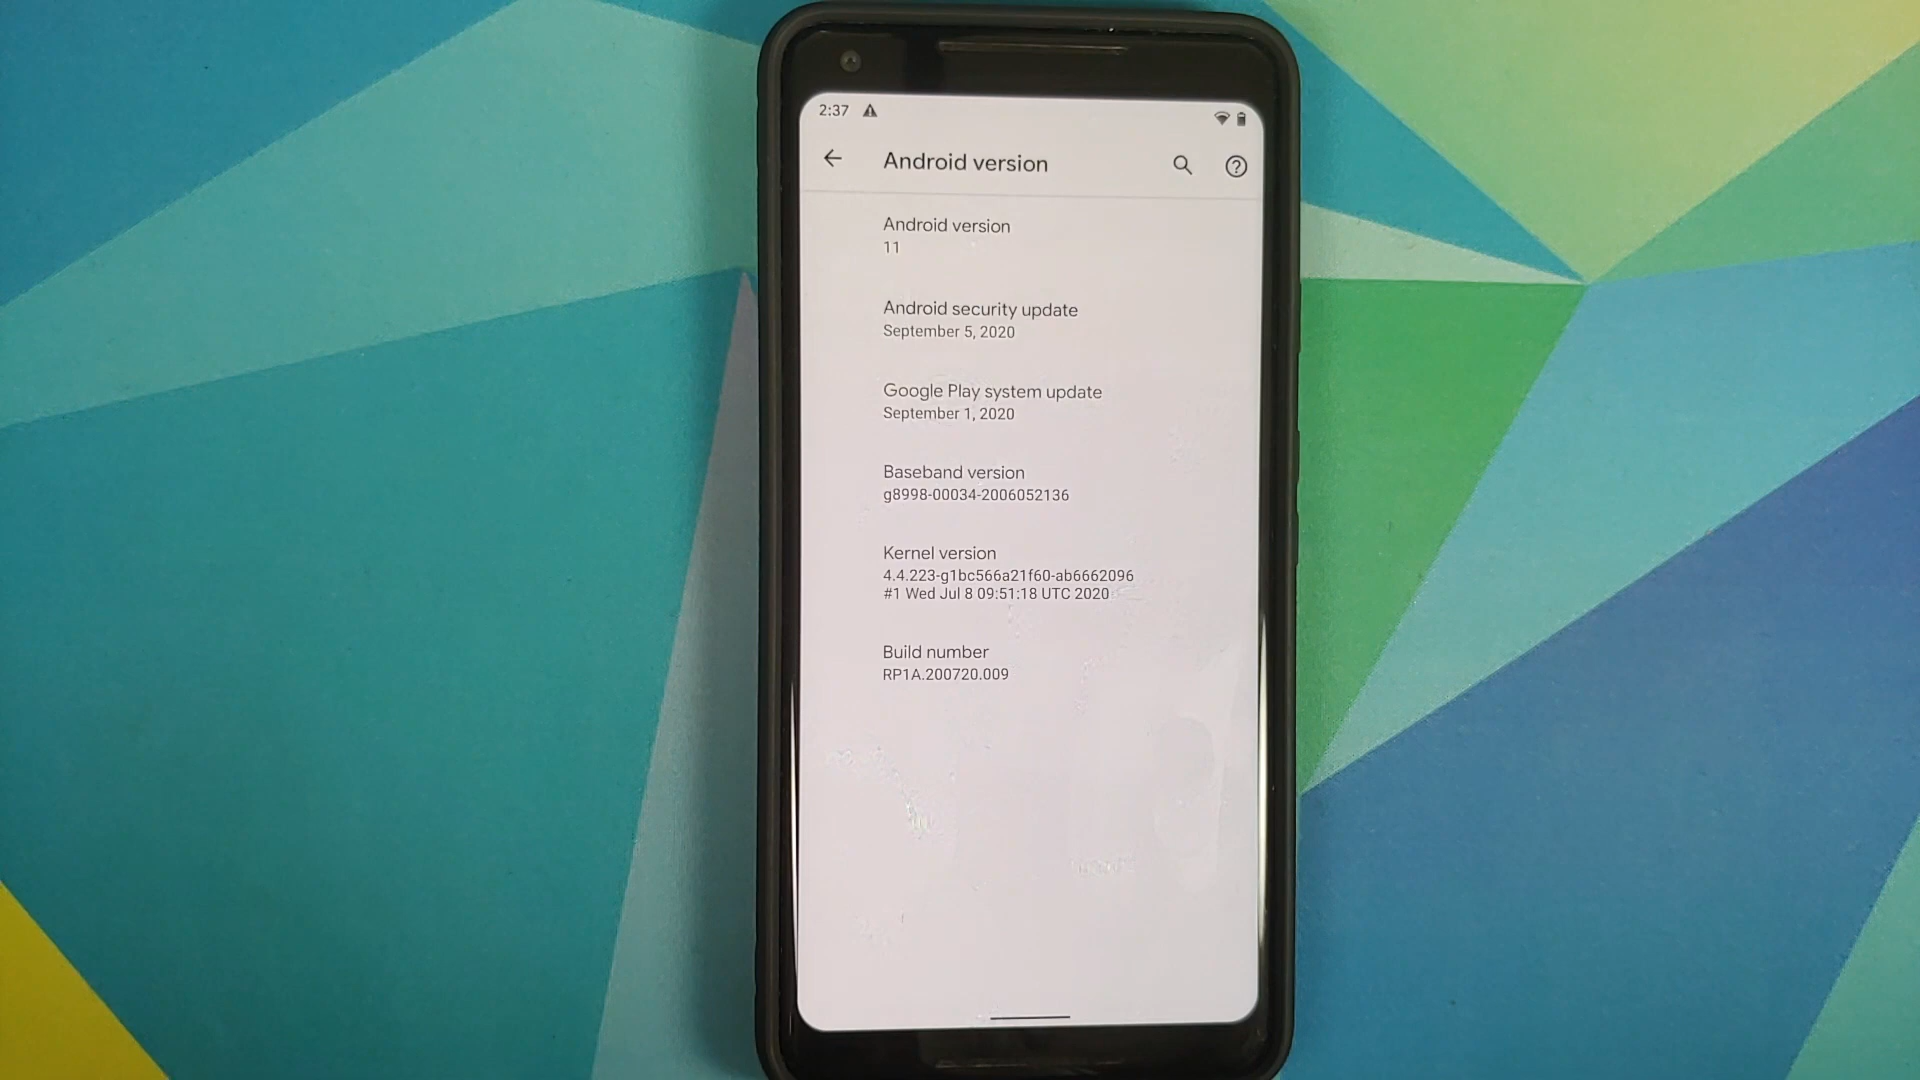 2:37
Android version
Android version
11
Android security update
September 5, 2020
Google Play system update
September 1, 2020
Baseband version
g8998-00034-2006052136
Kernel version
4.4.223-g1bc566a21f60-ab6662096
#1 Wed Jul 8 09:51:18 UTC 2020
Build number
RP1A.200720.009